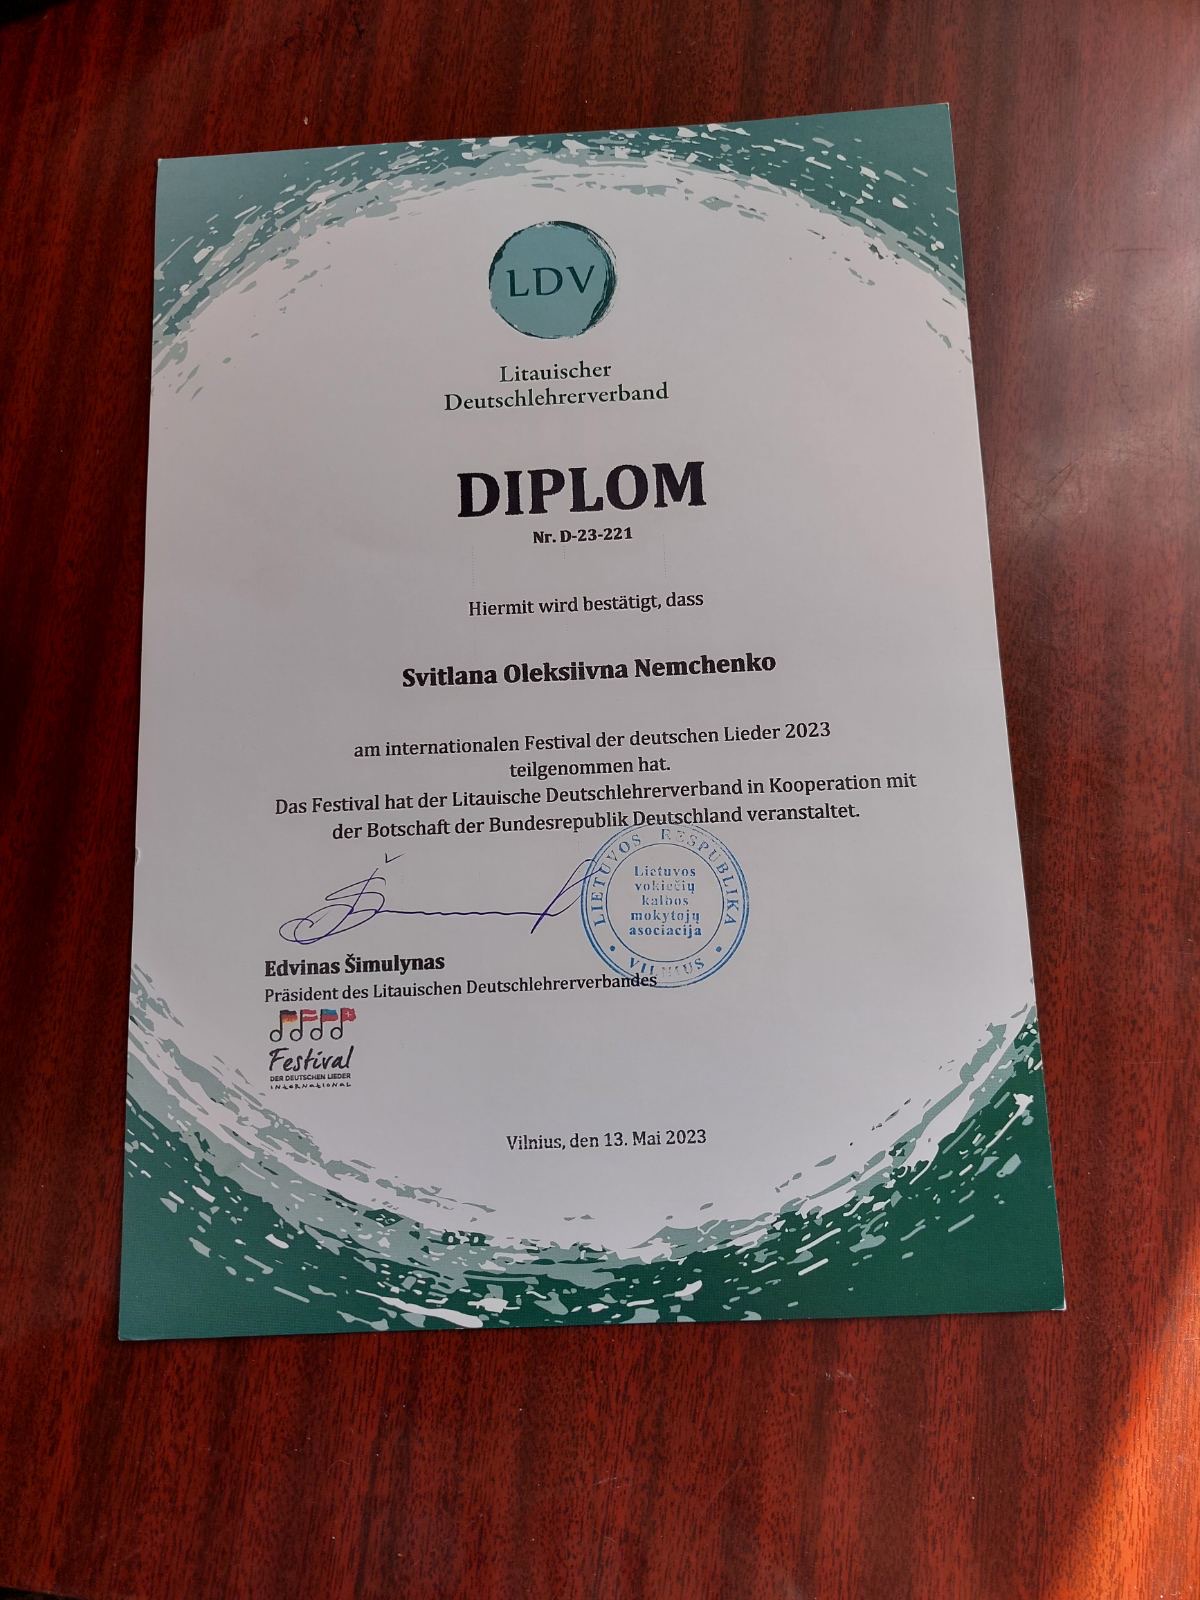 LDV
Litauischer
Deutschlehrerverband
DIPLOM
Nr. D-23-221
Hiermit wird bestätigt, dass
Svitlana Oleksiivna Nemchenko
am internationalen Festival der deutschen Lieder 2023
teilgenommen hat.
Das Festival hat der Litauische Deutschlehrerverband in Kooperation mit
der Botschaft der Bundesrepublik Deutschland veranstaltet.
LIETUVOS RESPUBLIKA
Lietuvos
vokiečių
kalbos
mokytojų
asociacija
VILNIUS
Edvinas Šimulynas
Präsident des Litauischen Deutschlehrerverbandes
Festival
DER DEUTSCHEN LIEDER
INTERNATIONAL
Vilnius, den 13. Mai 2023